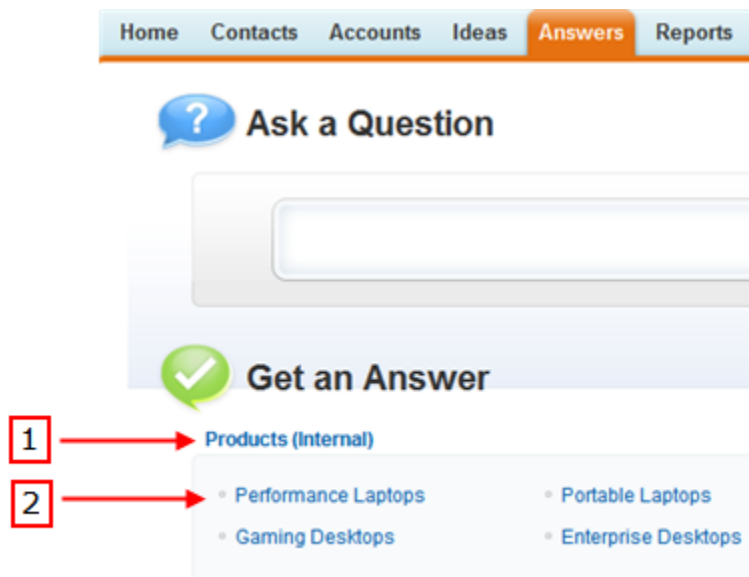 Home Contacts Accounts Ideas Answers Reports
? Ask a Question
Get an Answer
1 Products (Internal)
2 Performance Laptops Portable Laptops
Gaming Desktops Enterprise Desktops